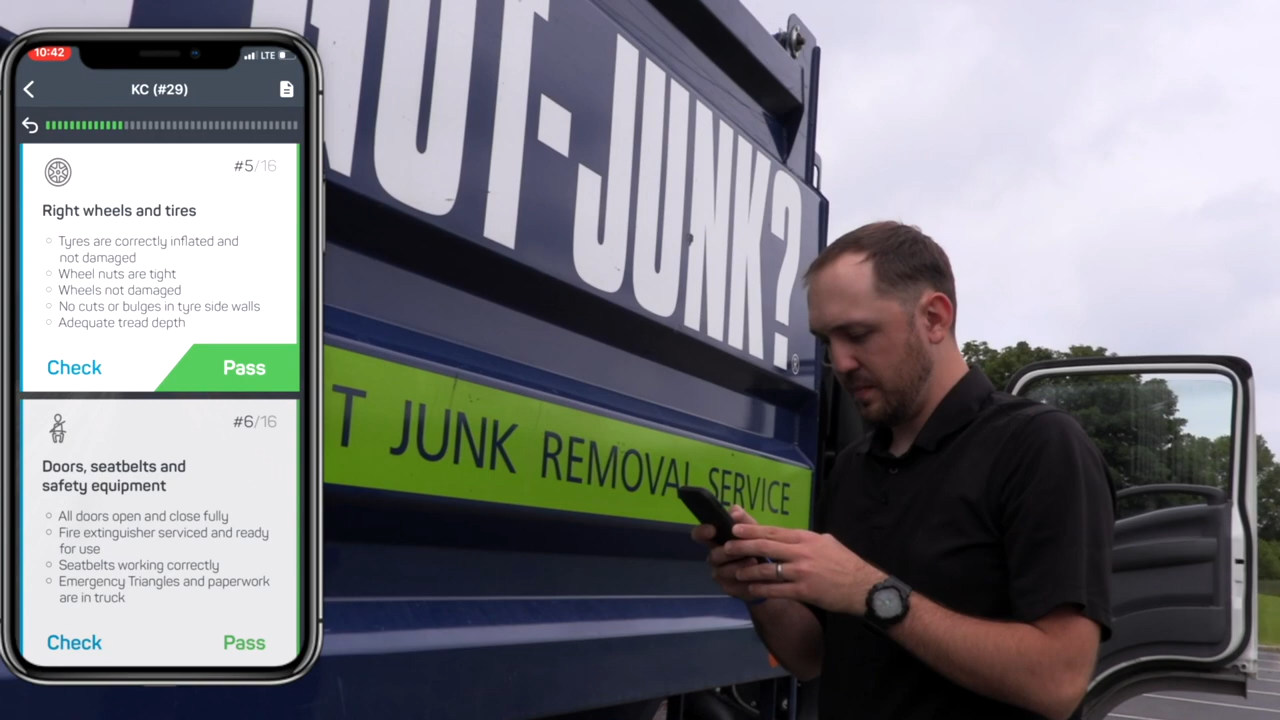 10:42
LTE
KC (#29)
#5/16
Right wheels and tires
Tyres are correctly inflated and
not damaged
Wheel nuts are tight
Wheels not damaged
No cuts or bulges in tyre side walls
Adequate tread depth
Check
Pass
#6/16
Doors, seatbelts and
safety equipment
All doors open and close fully
Fire extinguisher serviced and ready
for use
Seatbelts working correctly
Emergency Triangles and paperwork
are in truck
Check
Pass
OT-JUNK?®
T JUNK REMOVAL SERVICE